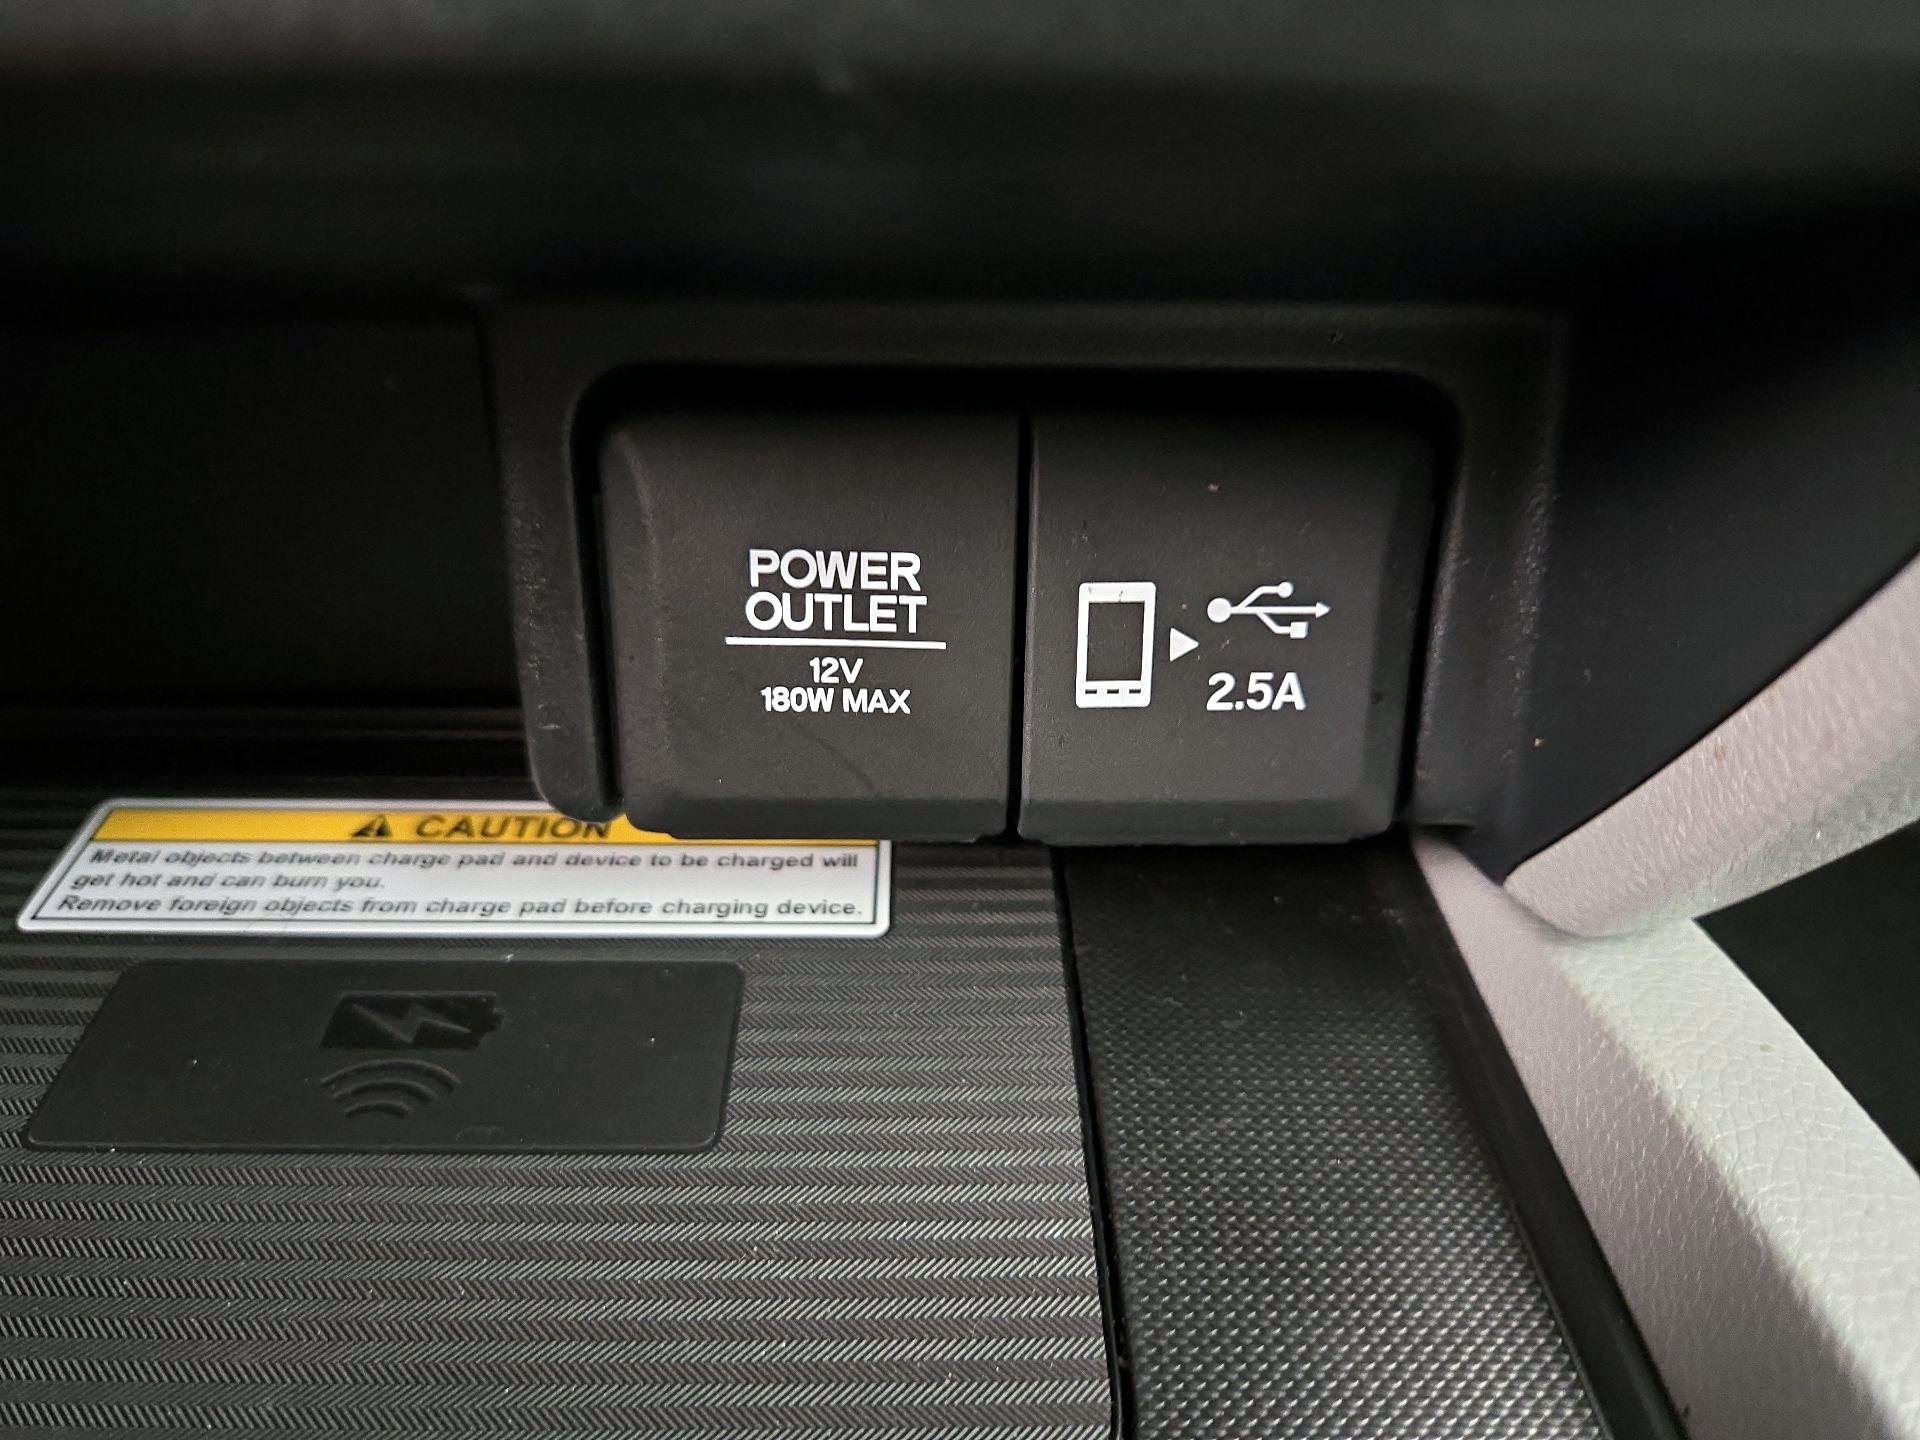 POWER
OUTLET
12V
180W MAX
2.5A
CAUTION
Metal objects between charge pad and device to be charged will
get hot and can burn you.
Remove foreign objects from charge pad before charging device.